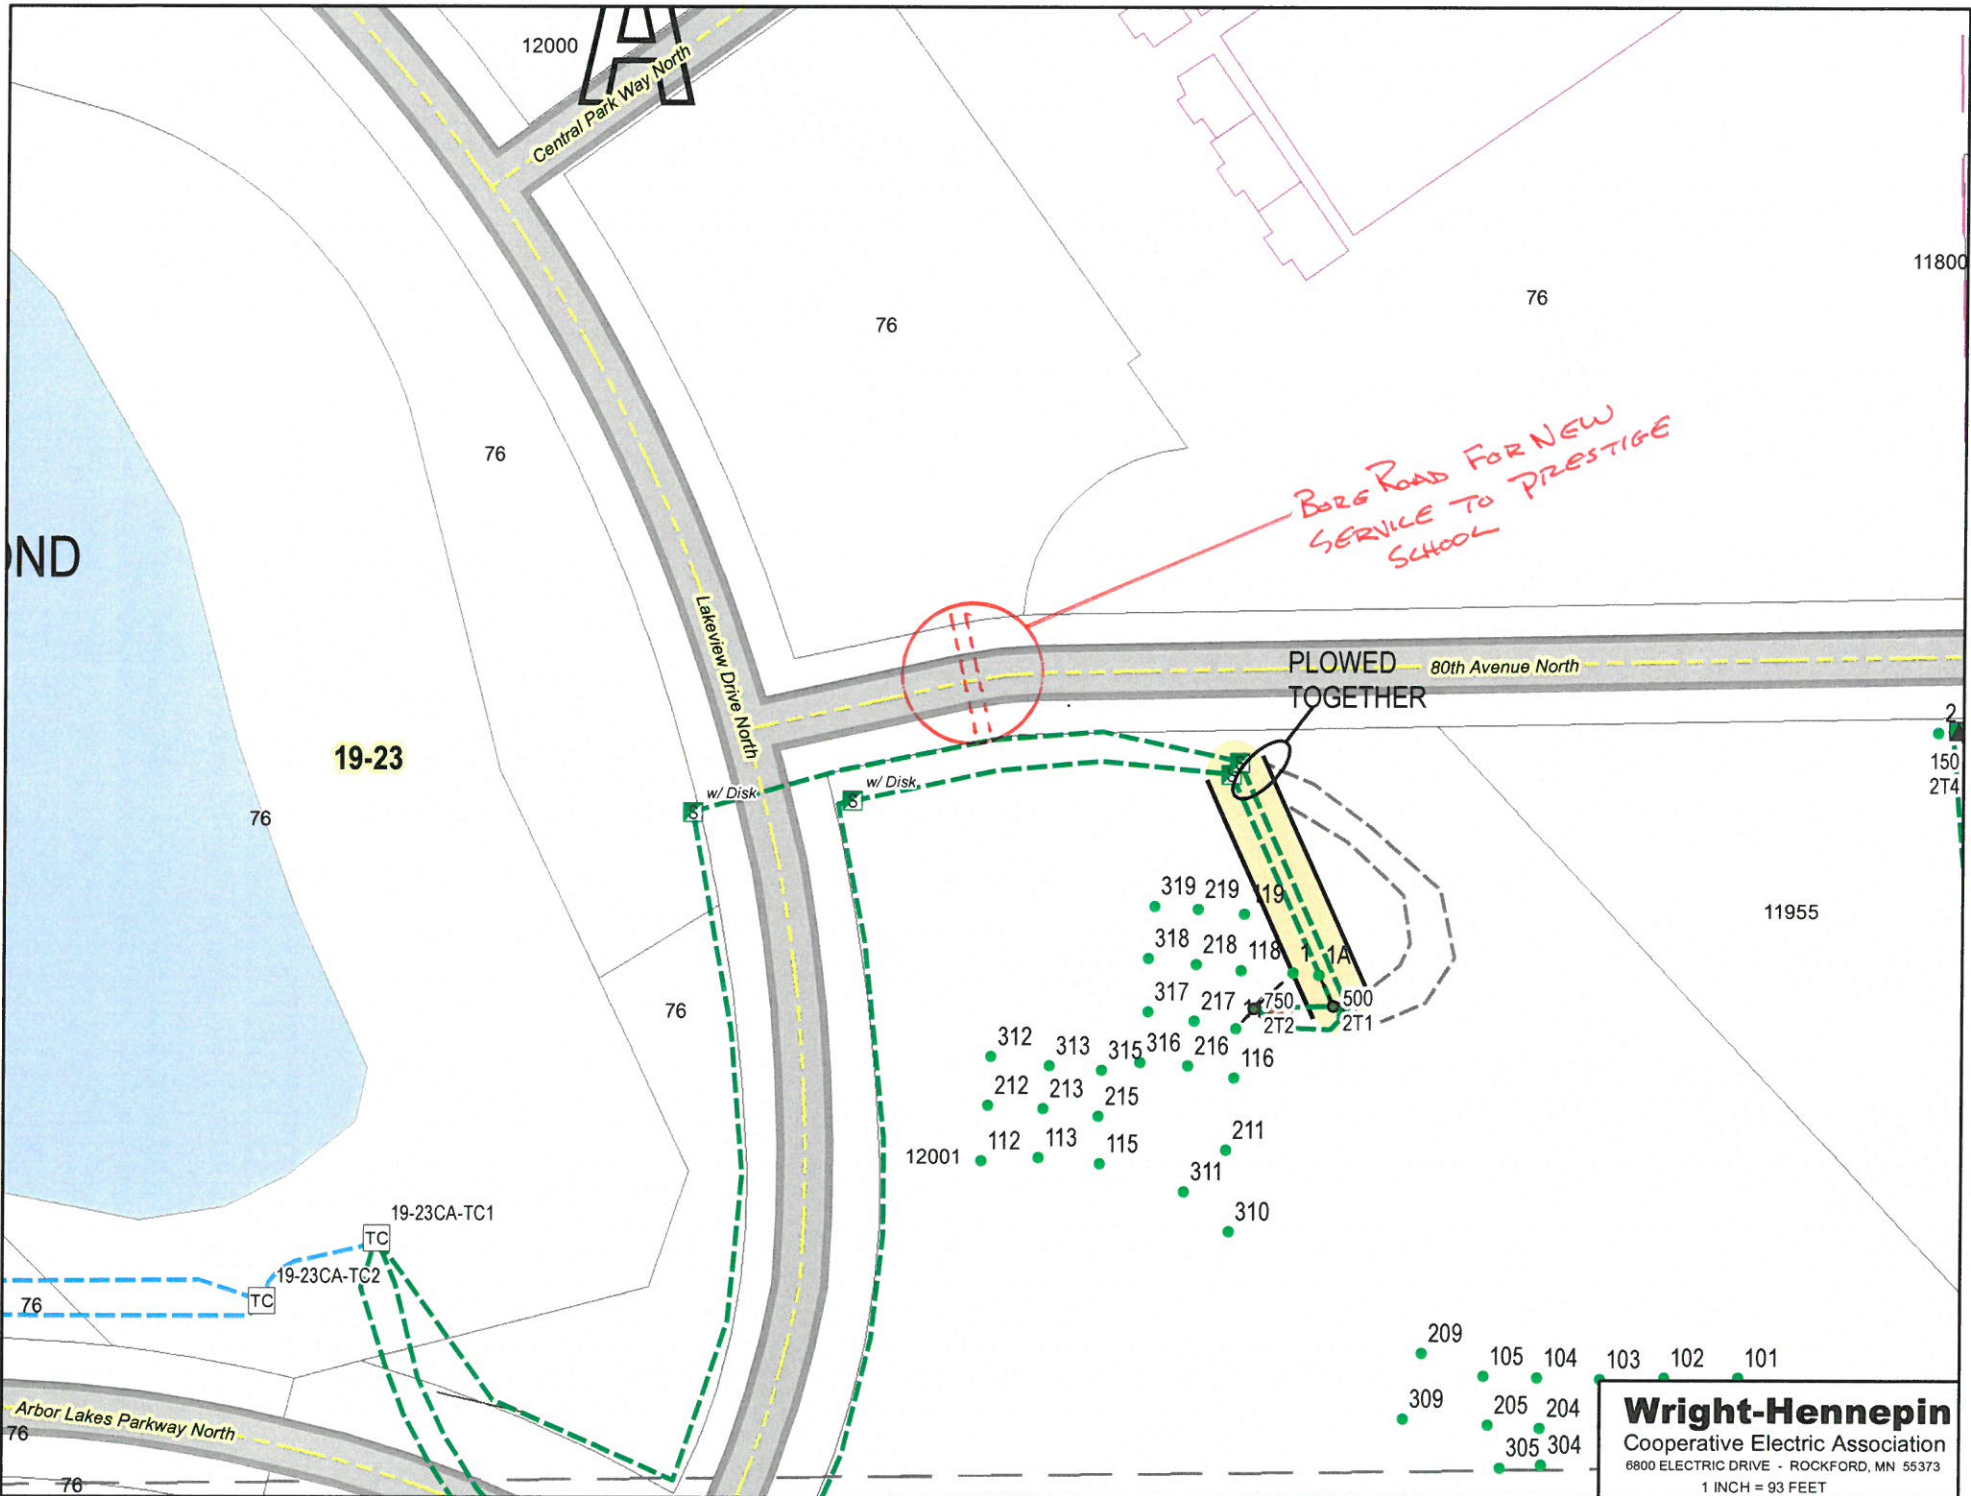 12000
A
Central Park Way North
11800
76
76
76
BORE ROAD FOR NEW
SERVICE TO PRESTIGE
SCHOOL
Lakeview Drive North
PLOWED
TOGETHER
80th Avenue North
2
150
2T4
19-23
w/ Disk
w/ Disk
S
S
S
S
76
319 219 119
11955
318 218 118 1 1A
317 217 750 500
2T2 2T1
76
312 313 315 316 216 116
212 213 215
12001 112 113 115
211
311
310
19-23CA-TC1
TC
19-23CA-TC2
TC
76
209
105 104 103 102 101
309 205 204
305 304
Arbor Lakes Parkway North
76
76
Wright-Hennepin
Cooperative Electric Association
6800 ELECTRIC DRIVE - ROCKFORD, MN 55373
1 INCH = 93 FEET